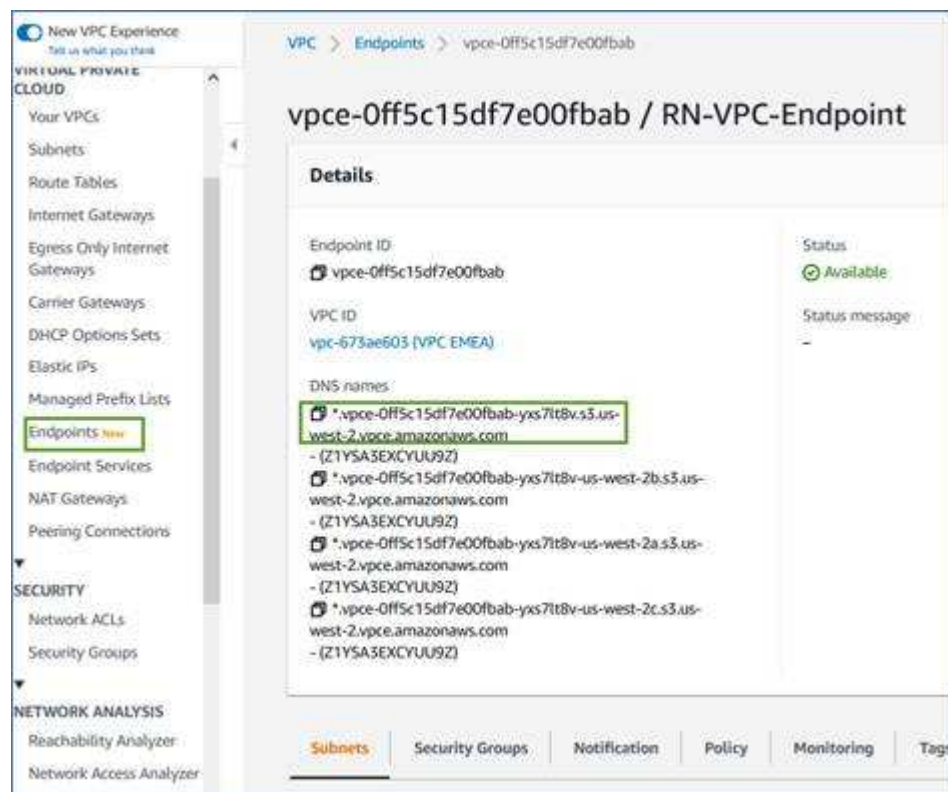 New VPC Experience
Tell us what you think
VIRTUAL PRIVATE
CLOUD
Your VPCs
Subnets
Route Tables
Internet Gateways
Egress Only Internet
Gateways
Carrier Gateways
DHCP Options Sets
Elastic IPs
Managed Prefix Lists
Endpoints New
Endpoint Services
NAT Gateways
Peering Connections
SECURITY
Network ACLs
Security Groups
NETWORK ANALYSIS
Reachability Analyzer
Network Access Analyzer
VPC > Endpoints > vpce-0ff5c15df7e00fbab
vpce-0ff5c15df7e00fbab / RN-VPC-Endpoint
Details
Endpoint ID
vpce-0ff5c15df7e00fbab
VPC ID
vpc-673ae603 (VPC EMEA)
DNS names
*.vpce-0ff5c15df7e00fbab-yxs7lt8v.s3.us-
west-2.vpce.amazonaws.com
- (Z1YSA3EXCYUU9Z)
*.vpce-0ff5c15df7e00fbab-yxs7lt8v-us-west-2b.s3.us-
west-2.vpce.amazonaws.com
- (Z1YSA3EXCYUU9Z)
*.vpce-0ff5c15df7e00fbab-yxs7lt8v-us-west-2a.s3.us-
west-2.vpce.amazonaws.com
- (Z1YSA3EXCYUU9Z)
*.vpce-0ff5c15df7e00fbab-yxs7lt8v-us-west-2c.s3.us-
west-2.vpce.amazonaws.com
- (Z1YSA3EXCYUU9Z)
Status
Available
Status message
-
Subnets
Security Groups
Notification
Policy
Monitoring
Tags